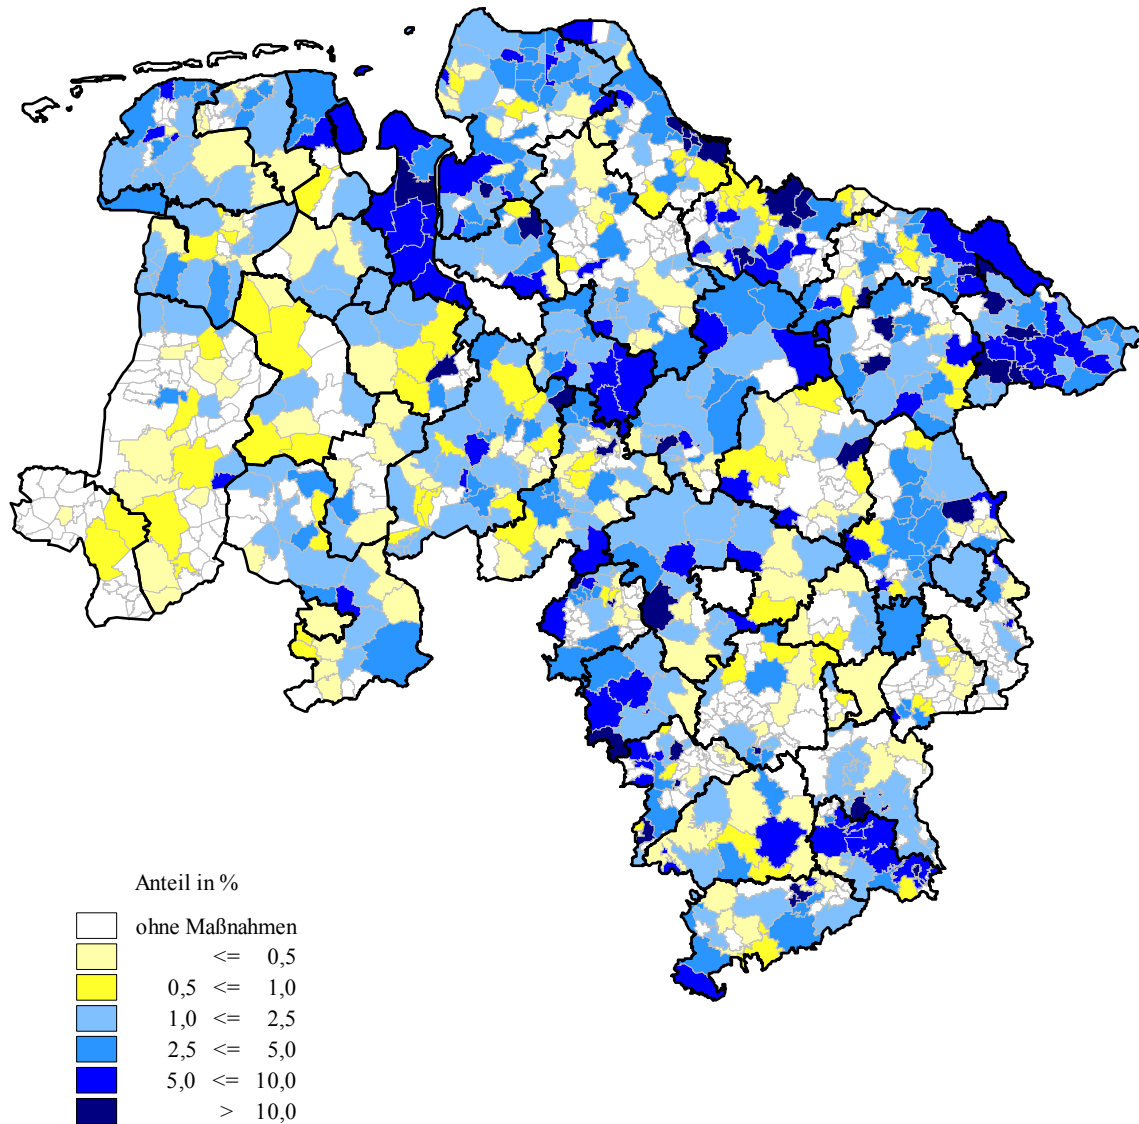 Anteil in %
ohne Maßnahmen
<= 0,5
0,5 <= 1,0
1,0 <= 2,5
2,5 <= 5,0
5,0 <= 10,0
> 10,0